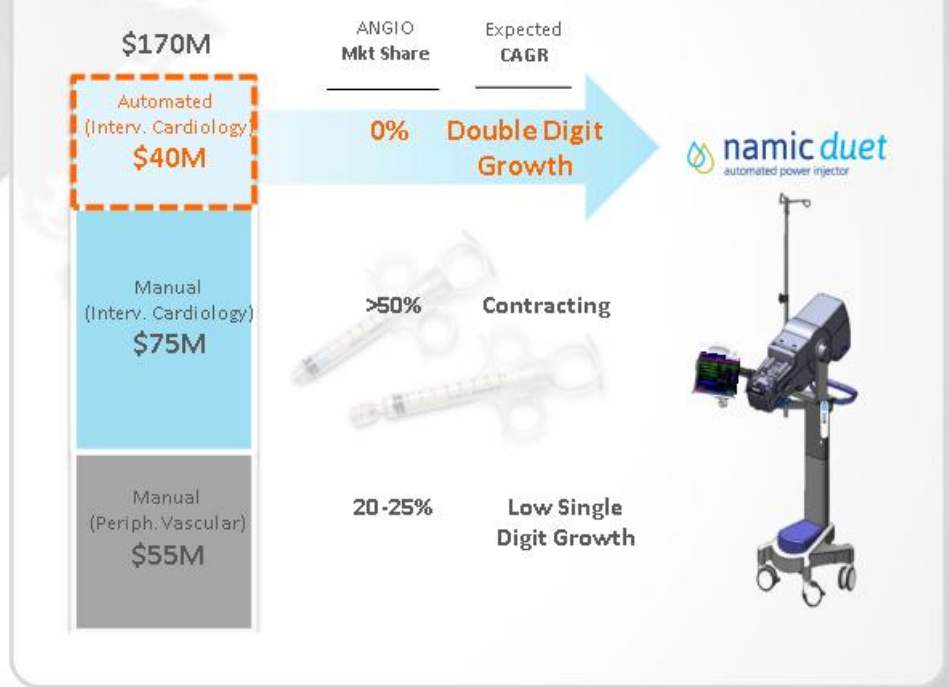 $170M
ANGIO
Mkt Share
Expected
CAGR
Automated
(Interv. Cardiology)
$40M
0%
Double Digit
Growth
namic duet
automated power injector
Manual
(Interv. Cardiology)
$75M
>50%
Contracting
Manual
(Periph. Vascular)
$55M
20-25%
Low Single
Digit Growth